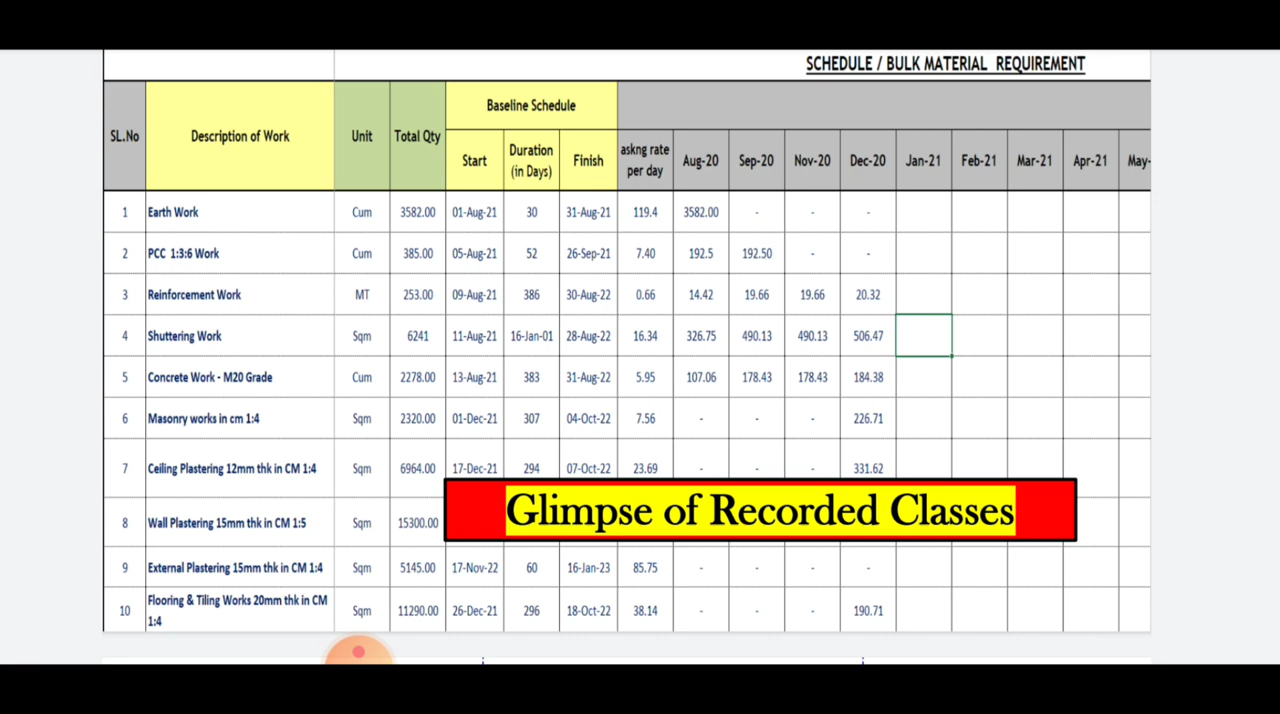 SCHEDULE / BULK MATERIAL REQUIREMENT
SL.No Description of Work Unit Total Qty Baseline Schedule Start Duration (in Days) Finish askng rate per day Aug-20 Sep-20 Nov-20 Dec-20 Jan-21 Feb-21 Mar-21 Apr-21 May-
1 Earth Work Cum 3582.00 01-Aug-21 30 31-Aug-21 119.4 3582.00 - - -
2 PCC 1:3:6 Work Cum 385.00 05-Aug-21 52 26-Sep-21 7.40 192.5 192.50 - -
3 Reinforcement Work MT 253.00 09-Aug-21 386 30-Aug-22 0.66 14.42 19.66 19.66 20.32
4 Shuttering Work Sqm 6241 11-Aug-21 16-Jan-01 28-Aug-22 16.34 326.75 490.13 490.13 506.47
5 Concrete Work - M20 Grade Cum 2278.00 13-Aug-21 383 31-Aug-22 5.95 107.06 178.43 178.43 184.38
6 Masonry works in cm 1:4 Sqm 2320.00 01-Dec-21 307 04-Oct-22 7.56 - - - 226.71
7 Ceiling Plastering 12mm thk in CM 1:4 Sqm 6964.00 17-Dec-21 294 07-Oct-22 23.69 - - - 331.62
8 Wall Plastering 15mm thk in CM 1:5 Sqm 15300.00
Glimpse of Recorded Classes
9 External Plastering 15mm thk in CM 1:4 Sqm 5145.00 17-Nov-22 60 16-Jan-23 85.75 - - - -
10 Flooring & Tiling Works 20mm thk in CM 1:4 Sqm 11290.00 26-Dec-21 296 18-Oct-22 38.14 - - - 190.71